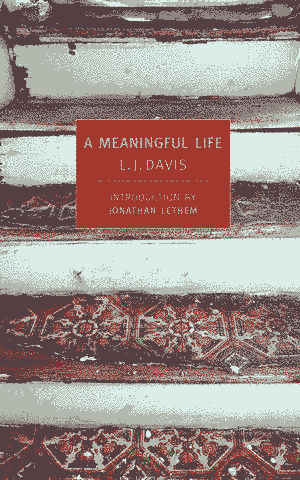 A MEANINGFUL LIFE
L. J. DAVIS
INTRODUCTION BY
JONATHAN LETHEM